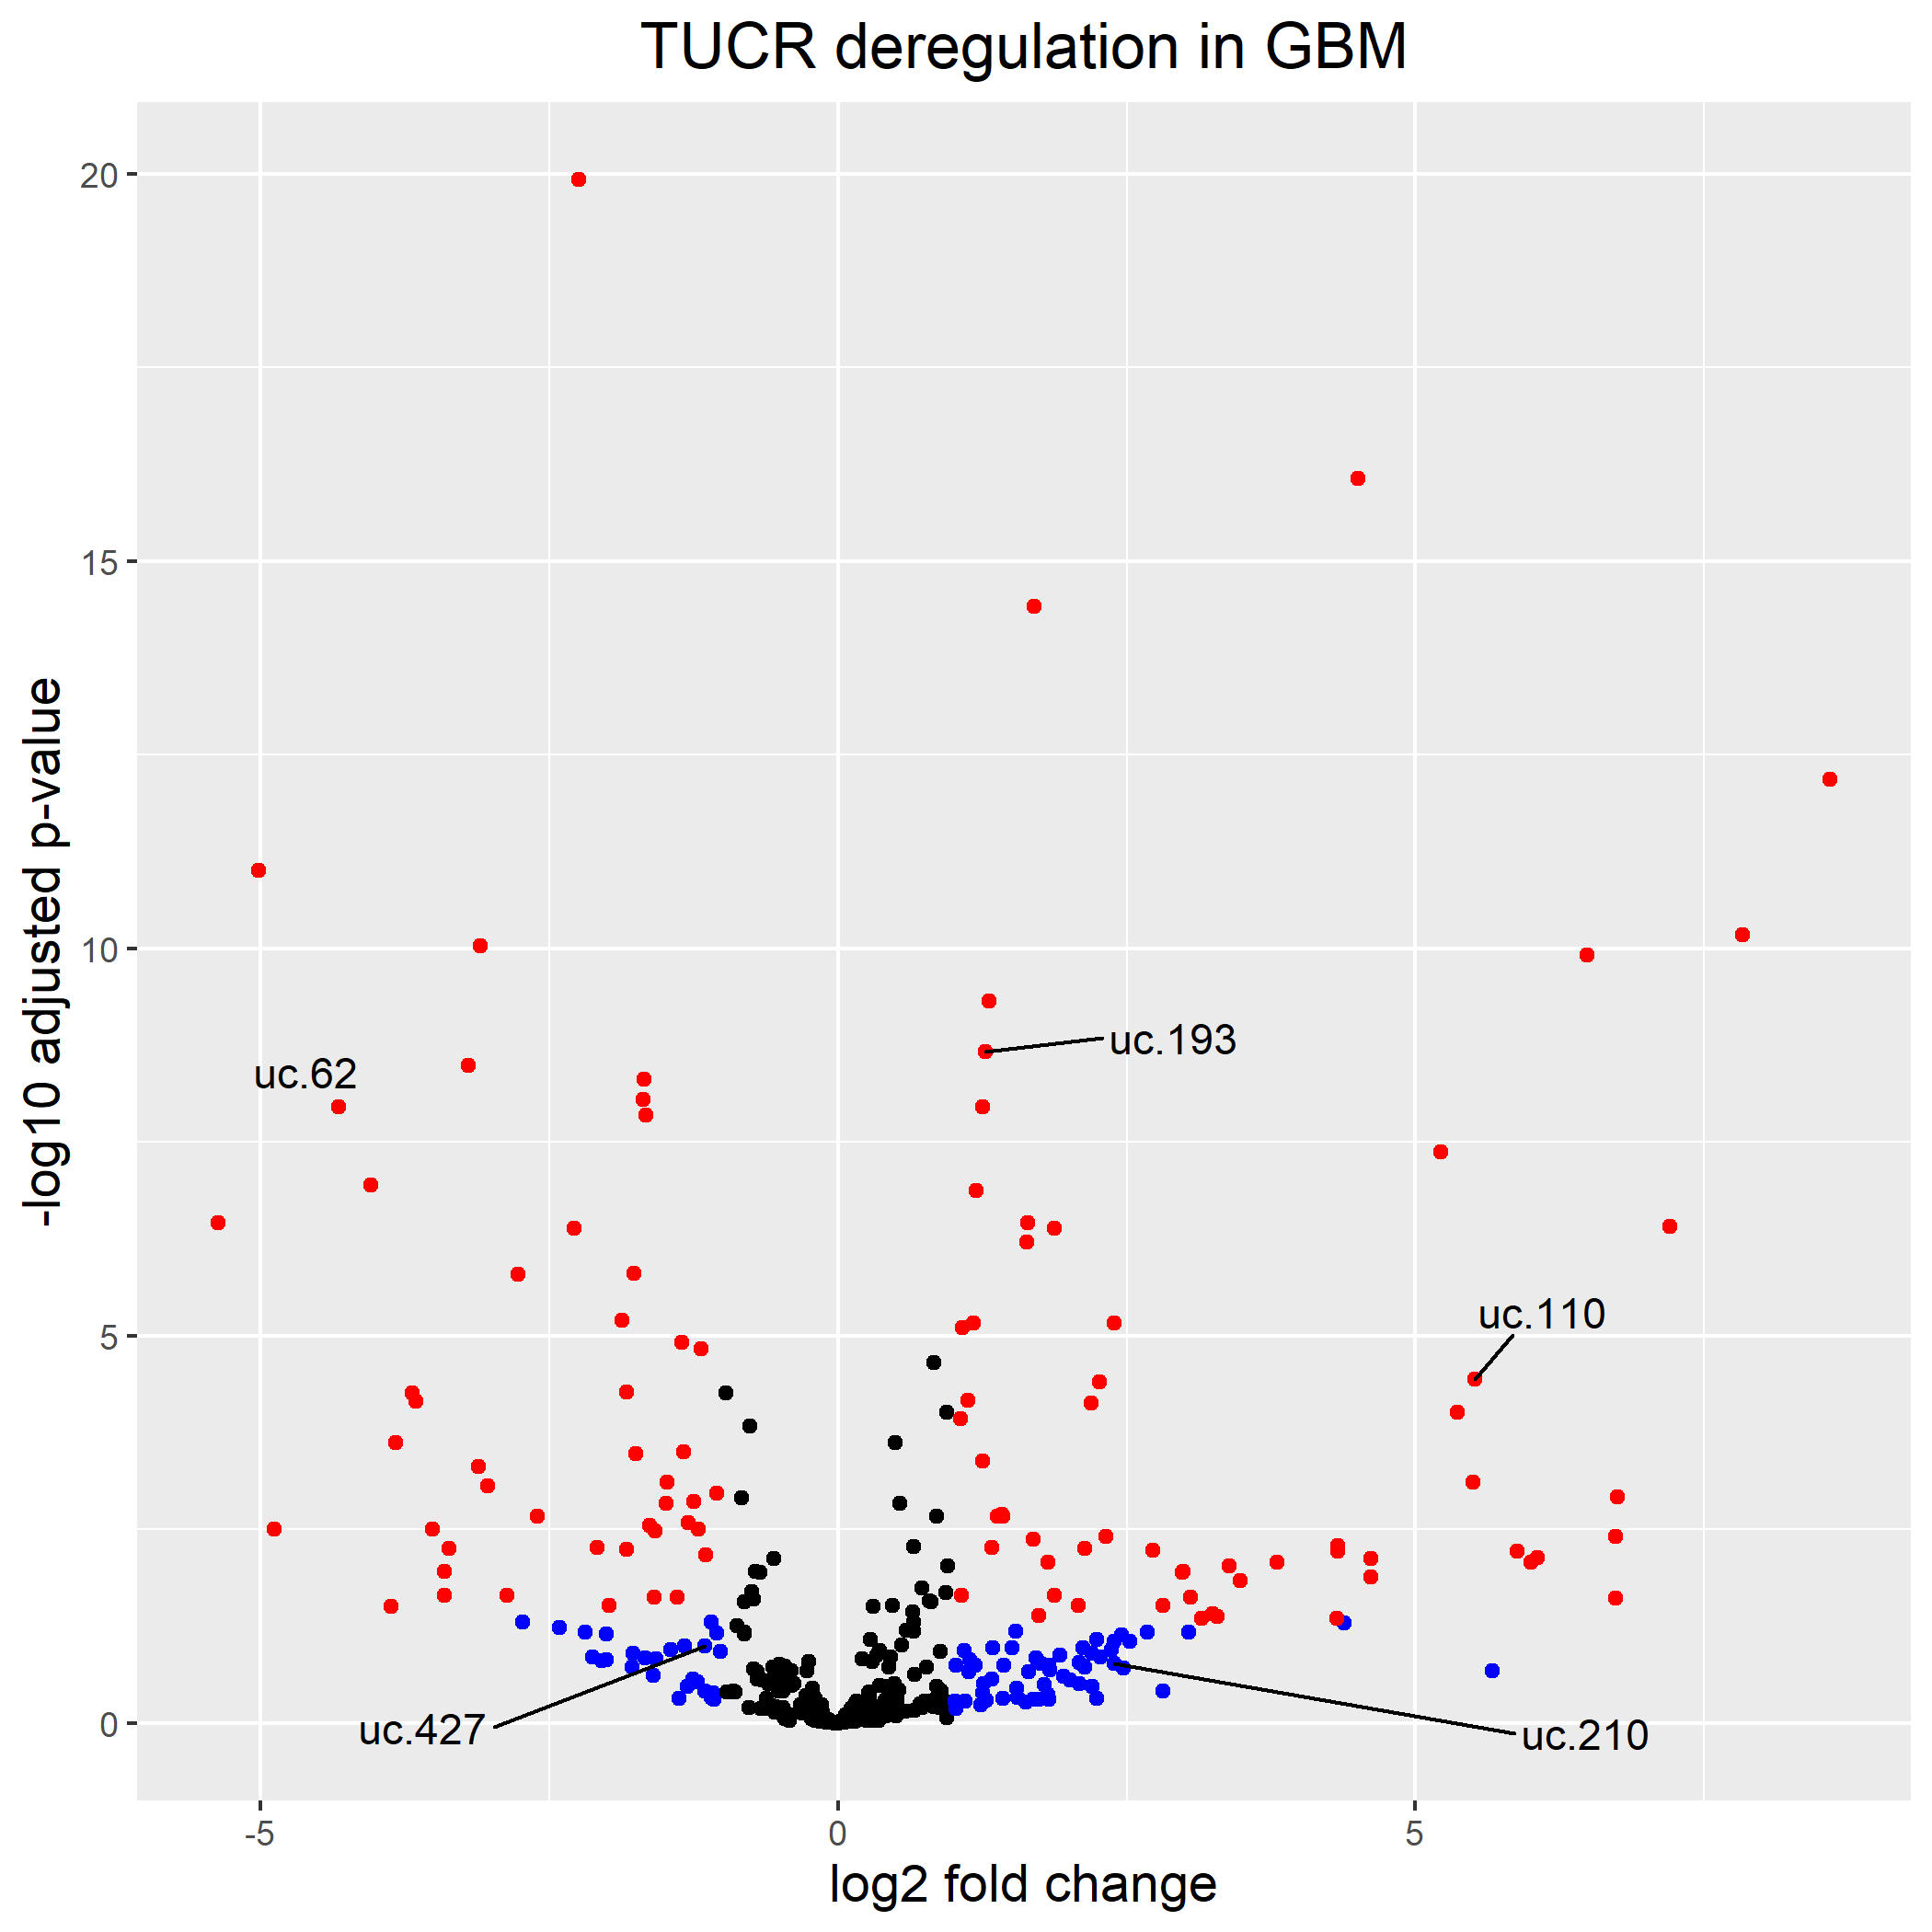 TUCR deregulation in GBM
-log10 adjusted p-value
20
15
10
5
0
uc.193
uc.62
uc.110
uc.427
uc.210
-5
0
5
log2 fold change